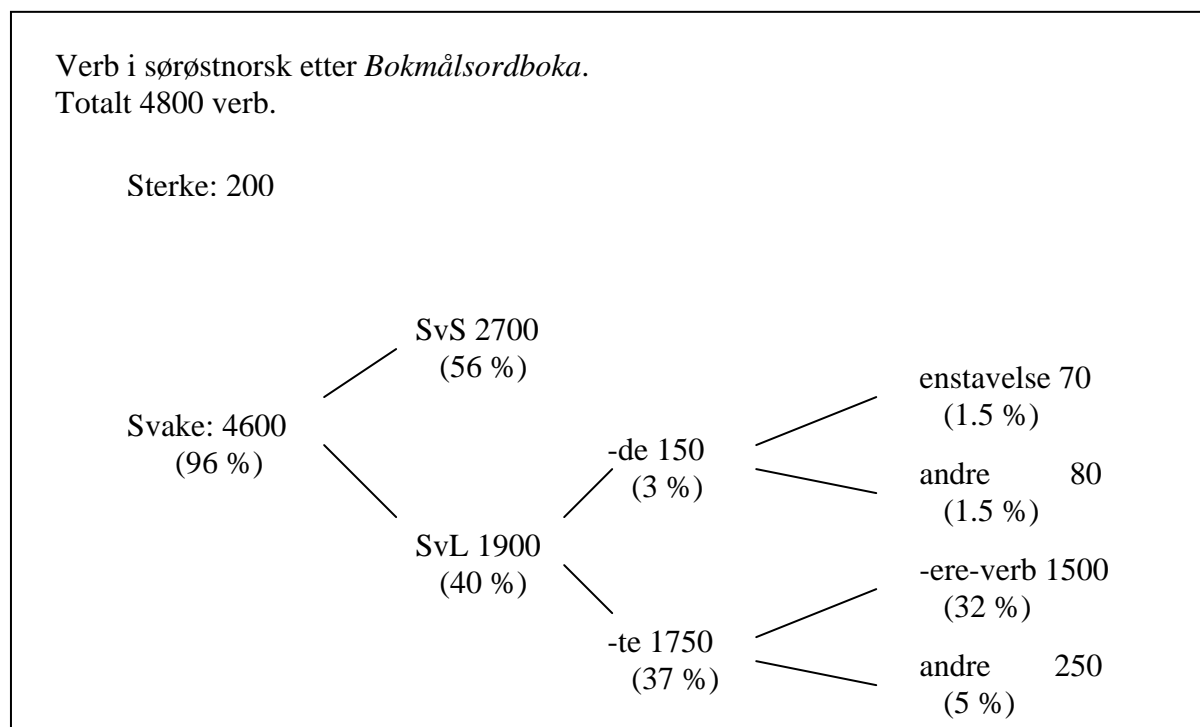 Verb i sørøstnorsk etter Bokmålsordboka.
Totalt 4800 verb.
Sterke: 200
SvS 2700
(56 %)
Svake: 4600
(96 %)
SvL 1900
(40 %)
-de 150
(3 %)
-te 1750
(37 %)
enstavelse 70
(1.5 %)
andre 80
(1.5 %)
-ere-verb 1500
(32 %)
andre 250
(5 %)